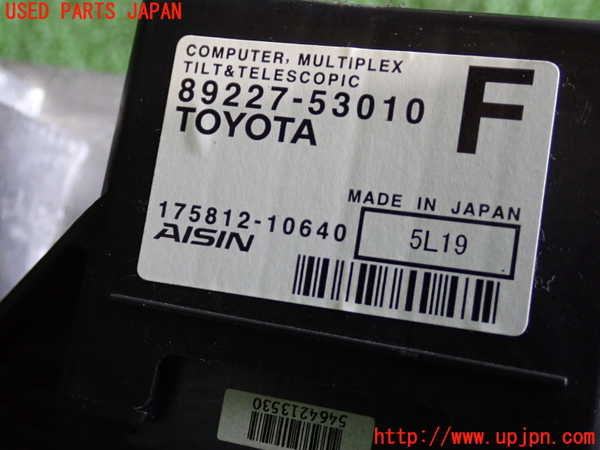 USED PARTS JAPAN
COMPUTER, MULTIPLEX
TILT&TELESCOPIC
89227-53010
TOYOTA
F
MADE IN JAPAN
175812-10640
5L19
AISIN
5464213530
http://www.upjpn.com/